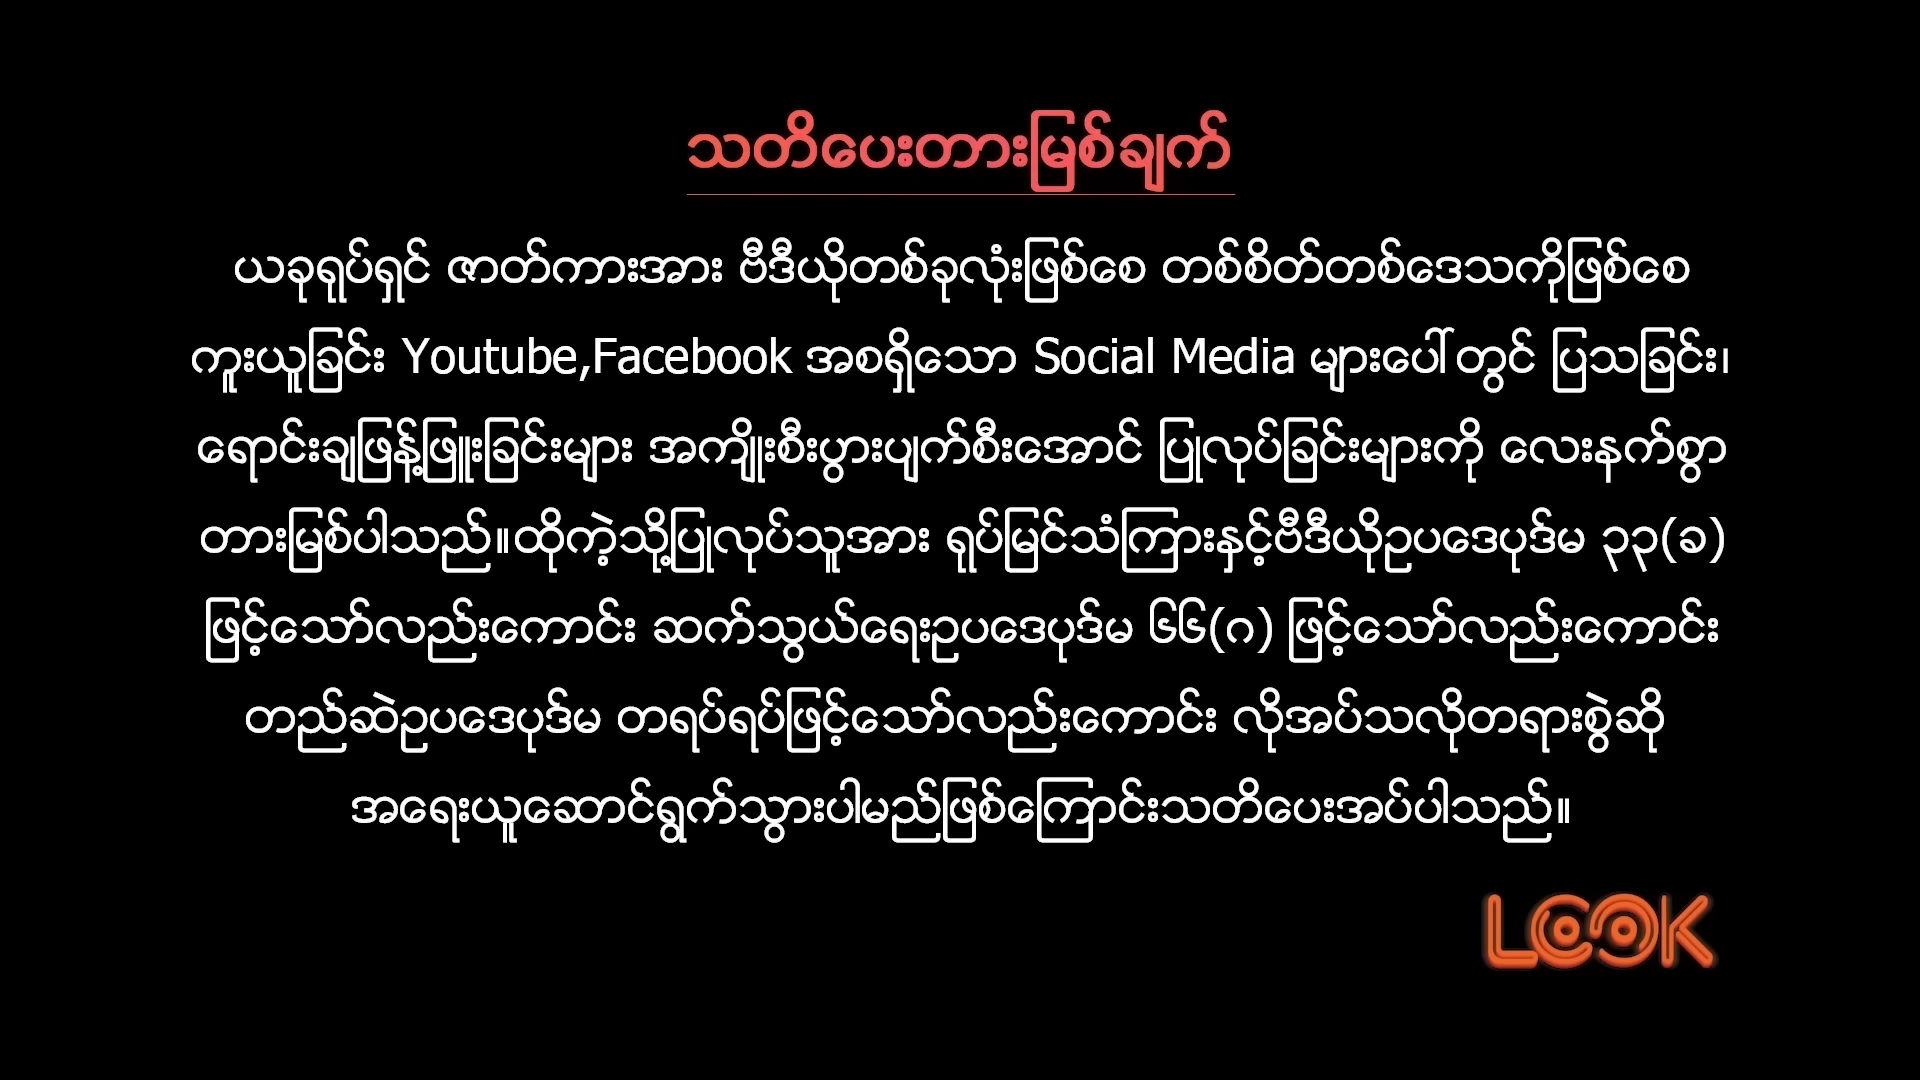 သတိပေးတားမြစ်ချက်
ယခုရုပ်ရှင် ဇာတ်ကားအား ဗီဒီယိုတစ်ခုလုံးဖြစ်စေ တစ်စိတ်တစ်ဒေသကိုဖြစ်စေ
ကူးယူခြင်း Youtube,Facebook အစရှိသော Social Media များပေါ်တွင် ပြသခြင်း၊
ရောင်းချဖြန့်ဖြူးခြင်းများ အကျိုးစီးပွားပျက်စီးအောင် ပြုလုပ်ခြင်းများကို လေးနက်စွာ
တားမြစ်ပါသည်။ထိုကဲ့သို့ပြုလုပ်သူအား ရုပ်မြင်သံကြားနှင့်ဗီဒီယိုဥပဒေပုဒ်မ ၃၃(ခ)
ဖြင့်သော်လည်းကောင်း ဆက်သွယ်ရေးဥပဒေပုဒ်မ ၆၆(ဂ) ဖြင့်သော်လည်းကောင်း
တည်ဆဲဥပဒေပုဒ်မ တရပ်ရပ်ဖြင့်သော်လည်းကောင်း လိုအပ်သလိုတရားစွဲဆို
အရေးယူဆောင်ရွက်သွားပါမည်ဖြစ်ကြောင်းသတိပေးအပ်ပါသည်။
LOOK